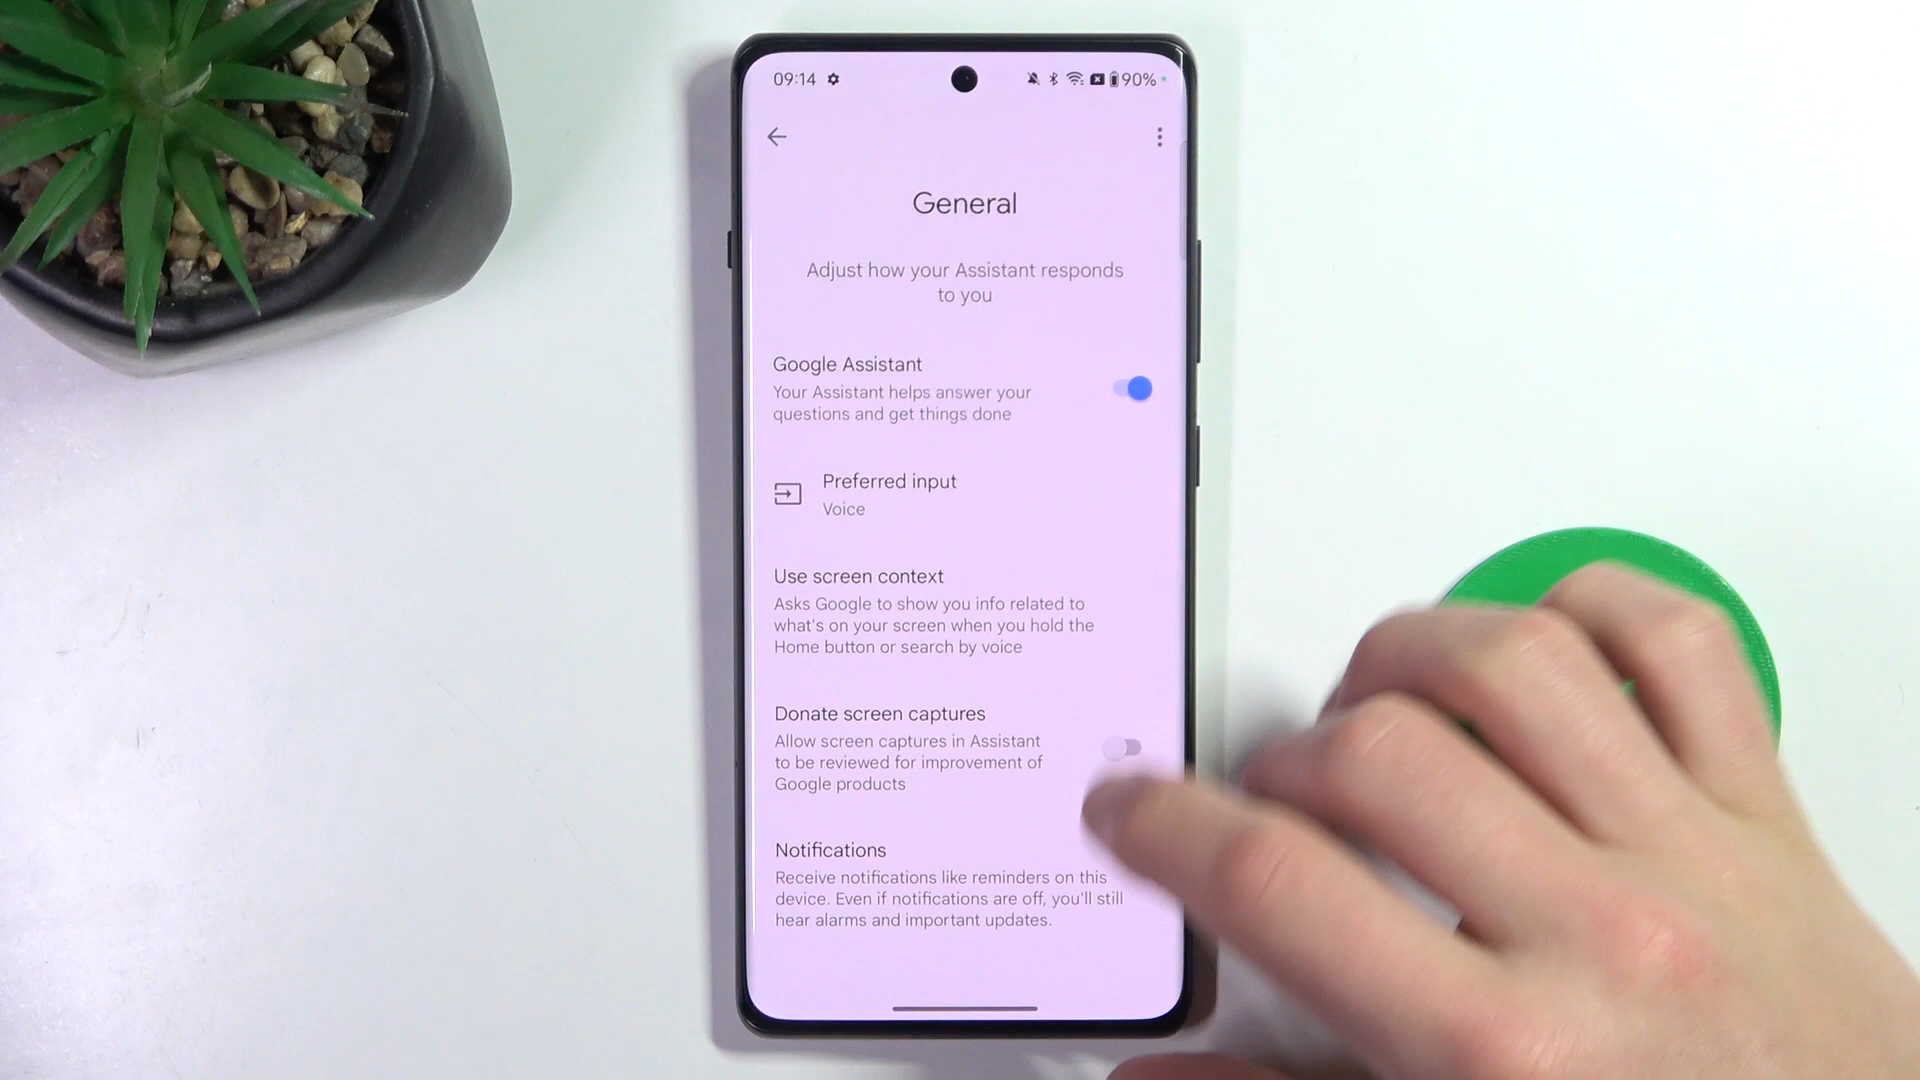 09:14
90%
General
Adjust how your Assistant responds
to you
Google Assistant
Your Assistant helps answer your
questions and get things done
Preferred input
Voice
Use screen context
Asks Google to show you info related to
what's on your screen when you hold the
Home button or search by voice
Donate screen captures
Allow screen captures in Assistant
to be reviewed for improvement of
Google products
Notifications
Receive notifications like reminders on this
device. Even if notifications are off, you'll still
hear alarms and important updates.